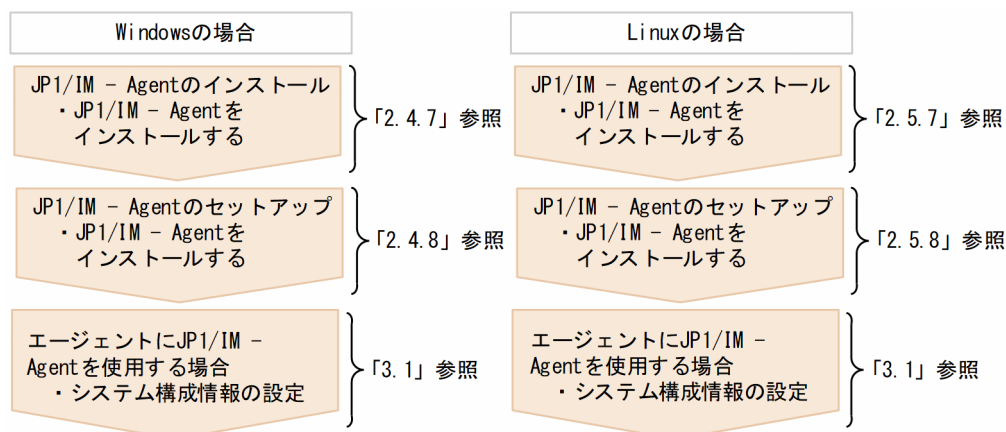 Windowsの場合
JP1/IM - Agentのインストール
・JP1/IM - Agentを
インストールする
「2.4.7」参照
JP1/IM - Agentのセットアップ
・JP1/IM - Agentを
インストールする
「2.4.8」参照
エージェントにJP1/IM -
Agentを使用する場合
・システム構成情報の設定
「3.1」参照
Linuxの場合
JP1/IM - Agentのインストール
・JP1/IM - Agentを
インストールする
「2.5.7」参照
JP1/IM - Agentのセットアップ
・JP1/IM - Agentを
インストールする
「2.5.8」参照
エージェントにJP1/IM -
Agentを使用する場合
・システム構成情報の設定
「3.1」参照